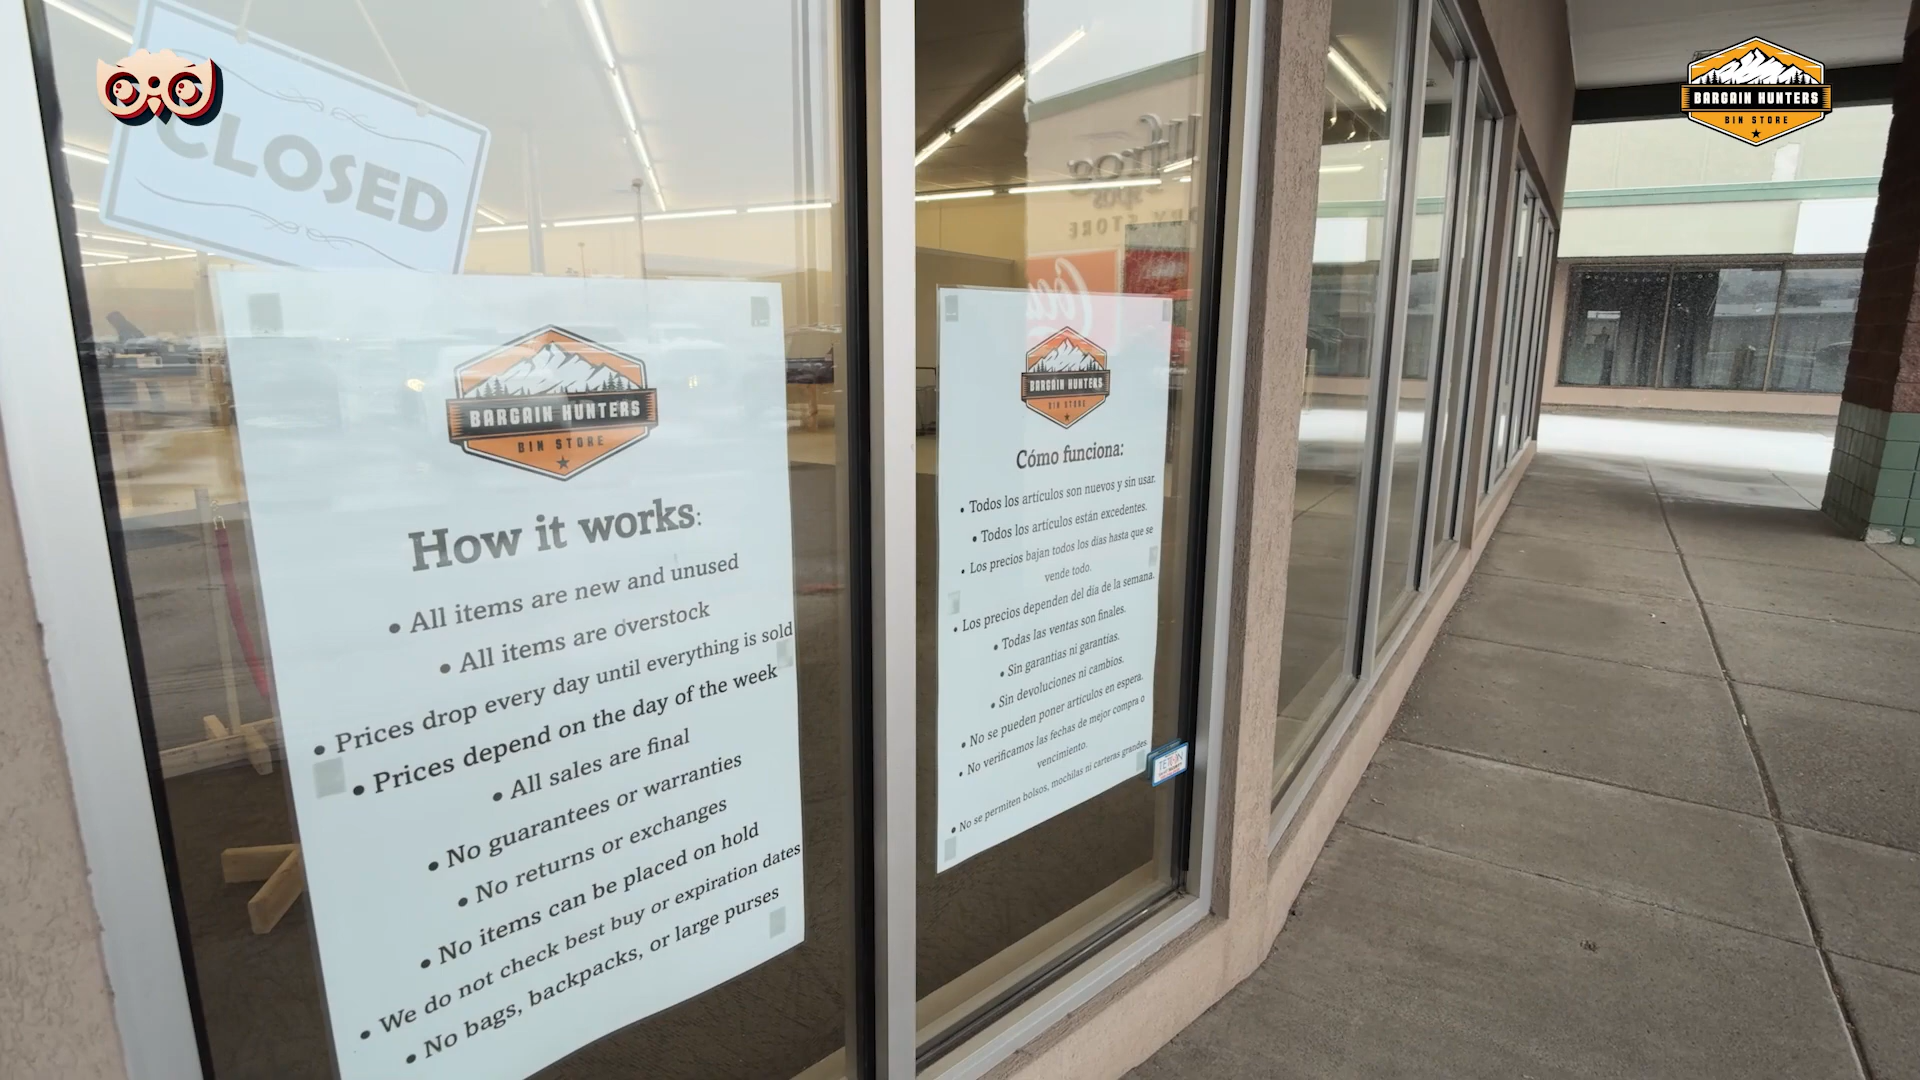 CLOSED
BARGAIN HUNTERS
BIN STORE
How it works:
• All items are new and unused
• All items are overstock
• Prices drop every day until everything is sold
• Prices depend on the day of the week
• All sales are final
• No guarantees or warranties
• No returns or exchanges
• No items can be placed on hold
• We do not check best buy or expiration dates
• No bags, backpacks, or large purses
BARGAIN HUNTERS
BIN STORE
Cómo funciona:
• Todos los artículos son nuevos y sin usar.
• Todos los artículos están excedentes.
• Los precios bajan todos los días hasta que se
vende todo.
• Los precios dependen del día de la semana.
• Todas las ventas son finales.
• Sin garantías ni garantías.
• Sin devoluciones ni cambios.
• No se pueden poner artículos en espera.
• No verificamos las fechas de mejor compra o
vencimiento.
• No se permiten bolsos, mochilas ni carteras grandes.
STORE
BARGAIN HUNTERS
BIN STORE